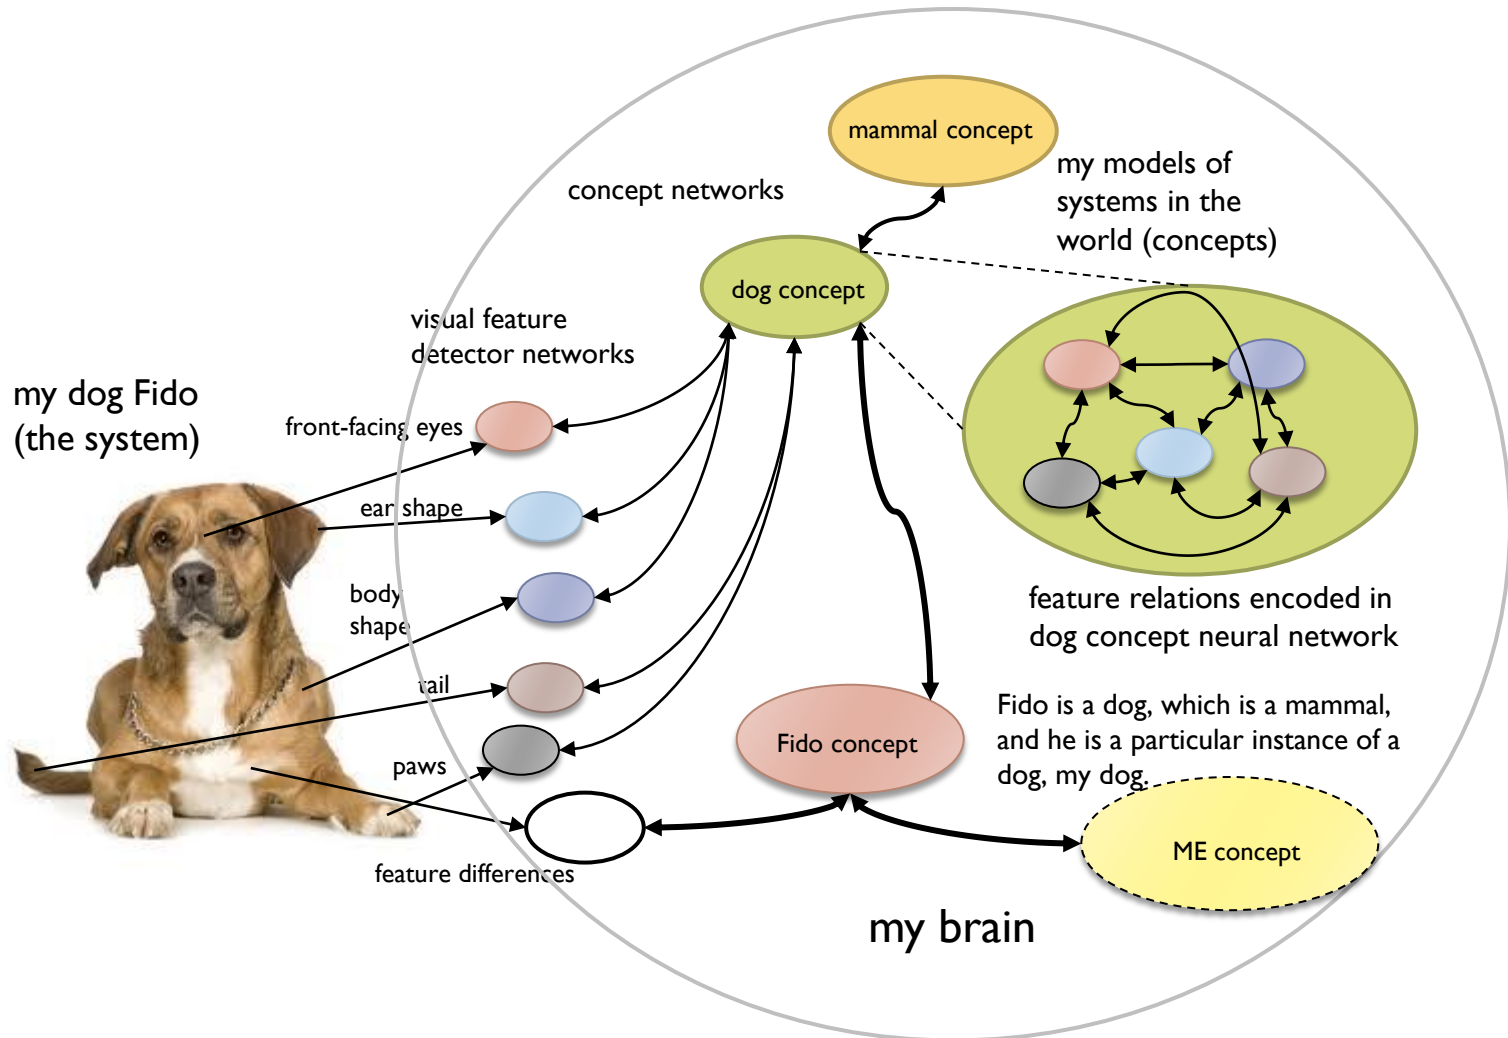 mammal concept
my models of
systems in the
world (concepts)
concept networks
dog concept
visual feature
detector networks
my dog Fido
(the system)
front-facing eyes
ear shape
body
shape
tail
paws
feature differences
feature relations encoded in
dog concept neural network
Fido is a dog, which is a mammal,
and he is a particular instance of a
dog, my dog.
Fido concept
ME concept
my brain